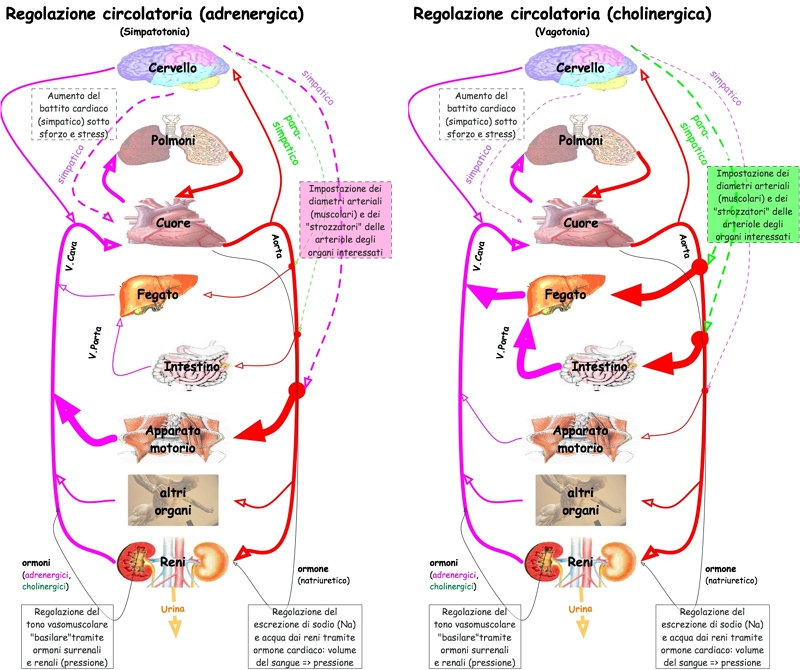 Regolazione circolatoria (adrenergica)
(Simpatotonia)
Cervello
Aumento del
battito cardiaco
(simpatico) sotto
sforzo e stress)
simpatico
para-
simpatico
simpatico
Polmoni
Impostazione dei
diametri arteriali
(muscolari) e dei
"strozzatori" delle
arteriole degli
organi interessati
Cuore
V.Cava
Aorta
Fegato
V.Porta
Intestino
Apparato
motorio
altri
organi
Reni
ormoni
(adrenergici,
cholinergici)
ormone
(natriuretico)
Urina
Regolazione del
tono vasomuscolare
"basilare"tramite
ormoni surrenali
e renali (pressione)
Regolazione del
escrezione di sodio (Na)
e acqua dai reni tramite
ormone cardiaco: volume
del sangue => pressione
Regolazione circolatoria (cholinergica)
(Vagotonia)
Cervello
Aumento del
battito cardiaco
(simpatico) sotto
sforzo e stress)
simpatico
para-
simpatico
simpatico
Polmoni
Impostazione dei
diametri arteriali
(muscolari) e dei
"strozzatori" delle
arteriole degli
organi interessati
Cuore
V.Cava
Aorta
Fegato
V.Porta
Intestino
Apparato
motorio
altri
organi
Reni
ormoni
(adrenergici,
cholinergici)
ormone
(natriuretico)
Urina
Regolazione del
tono vasomuscolare
"basilare"tramite
ormoni surrenali
e renali (pressione)
Regolazione del
escrezione di sodio (Na)
e acqua dai reni tramite
ormone cardiaco: volume
del sangue => pressione